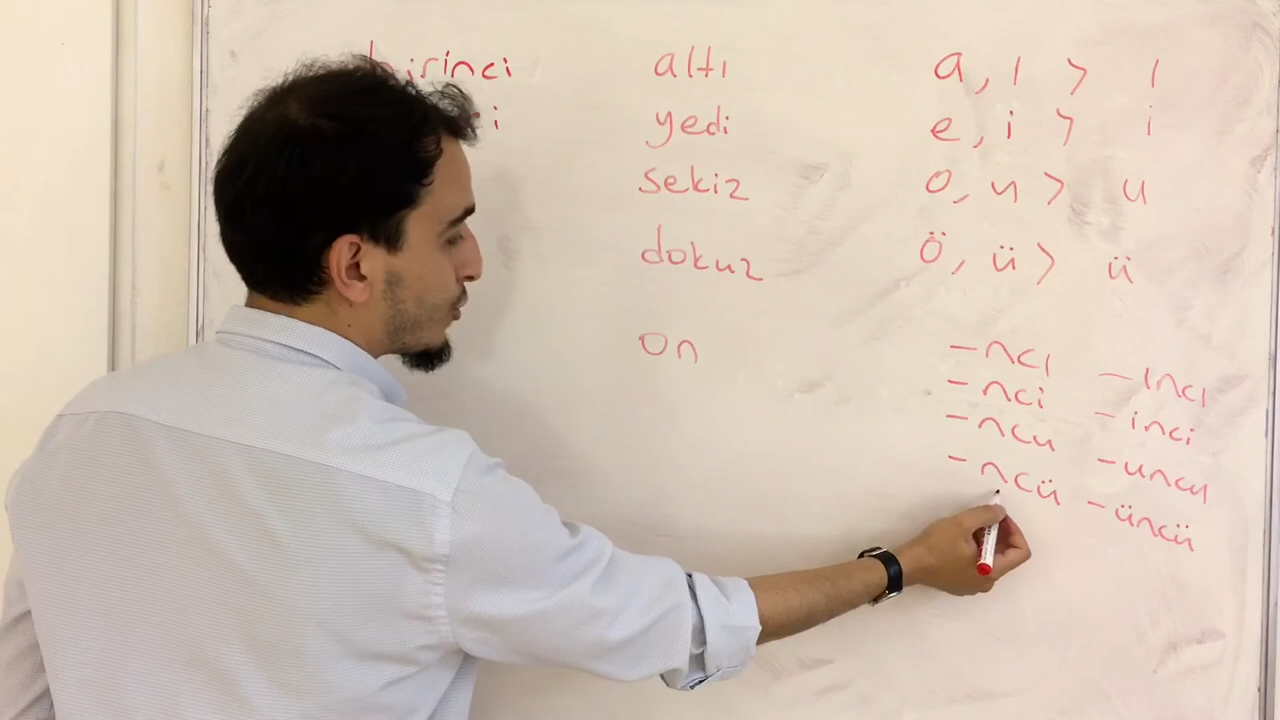 birinci
altı
yedi
sekiz
dokuz
on
a, ı > ı
e, i > i
o, u > u
ö, ü > ü
-ncı -ıncı
-nci -inci
-ncu -uncu
-ncü -üncü